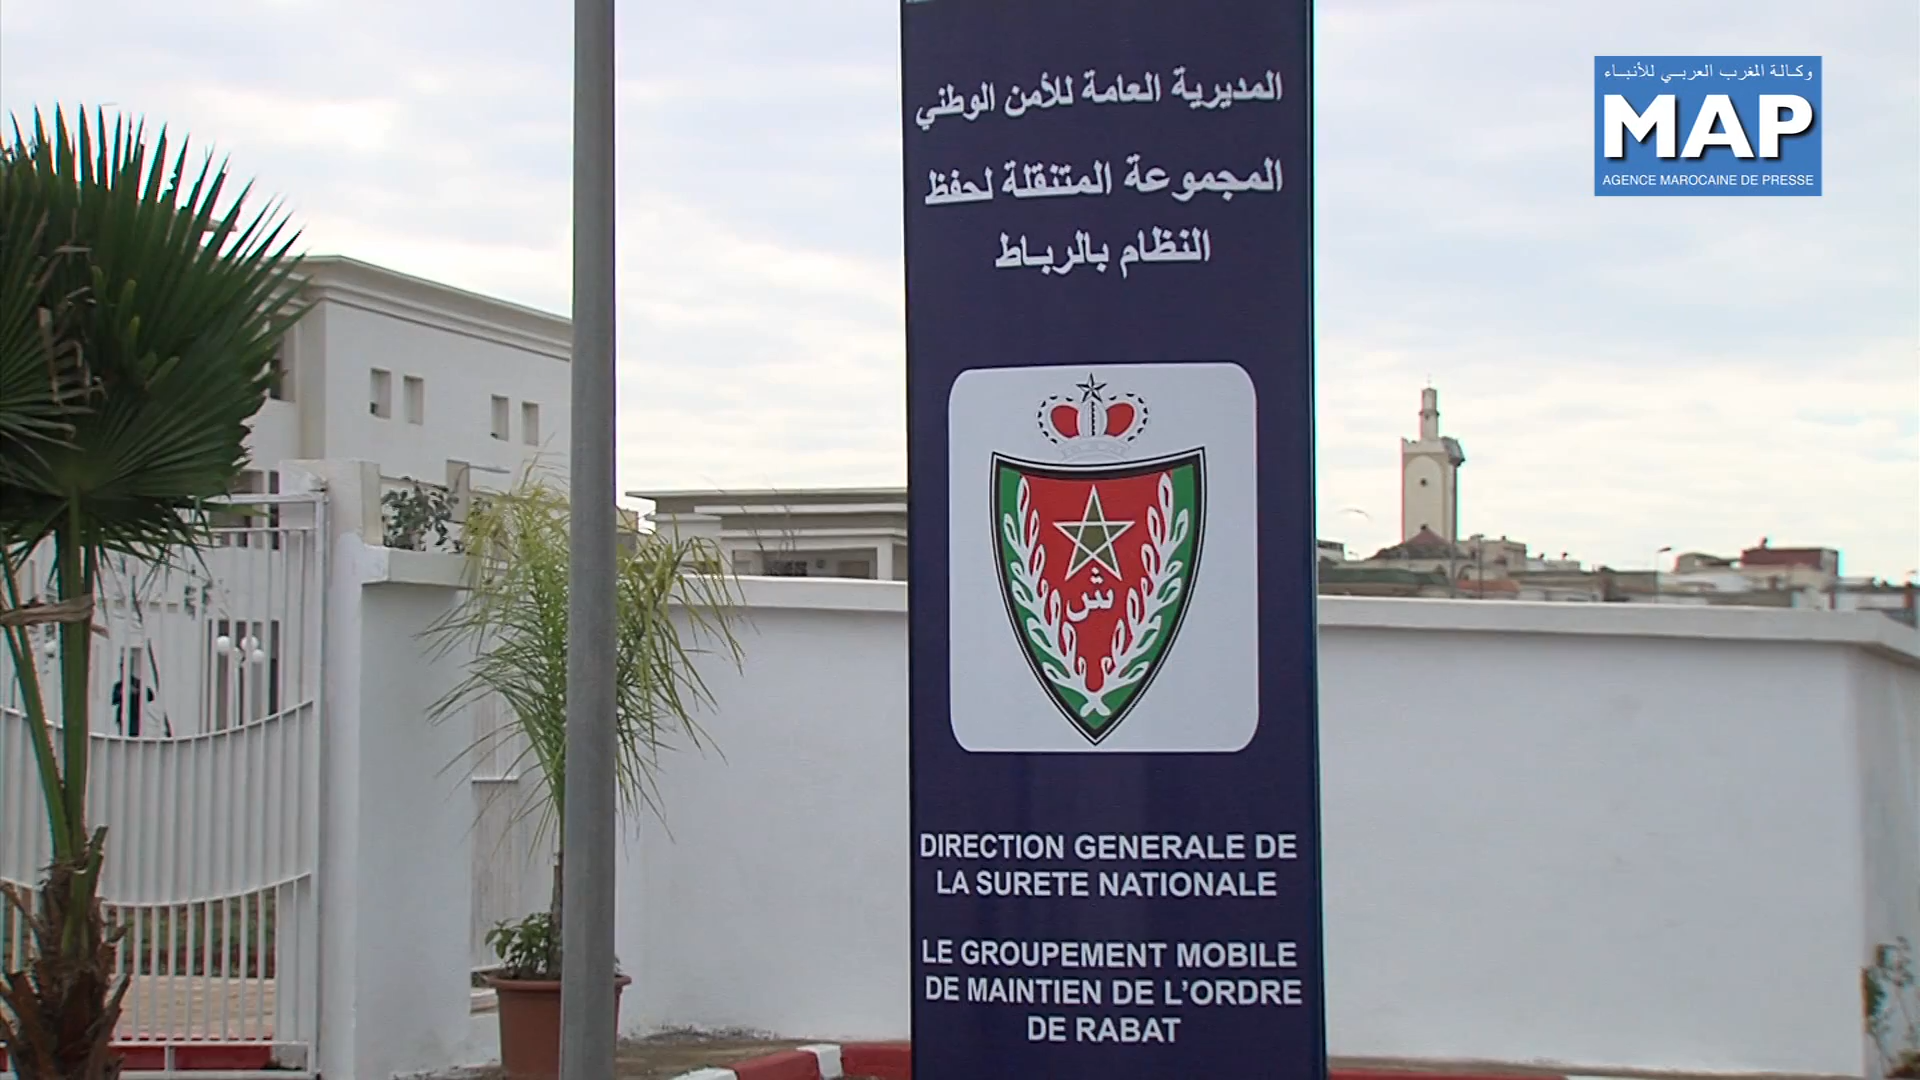 وكالة المغرب العربي للأنباء
MAP
AGENCE MAROCAINE DE PRESSE
المديرية العامة للأمن الوطني
المجموعة المتنقلة لحفظ
النظام بالرباط
ش
DIRECTION GENERALE DE
LA SURETE NATIONALE
LE GROUPEMENT MOBILE
DE MAINTIEN DE L'ORDRE
DE RABAT